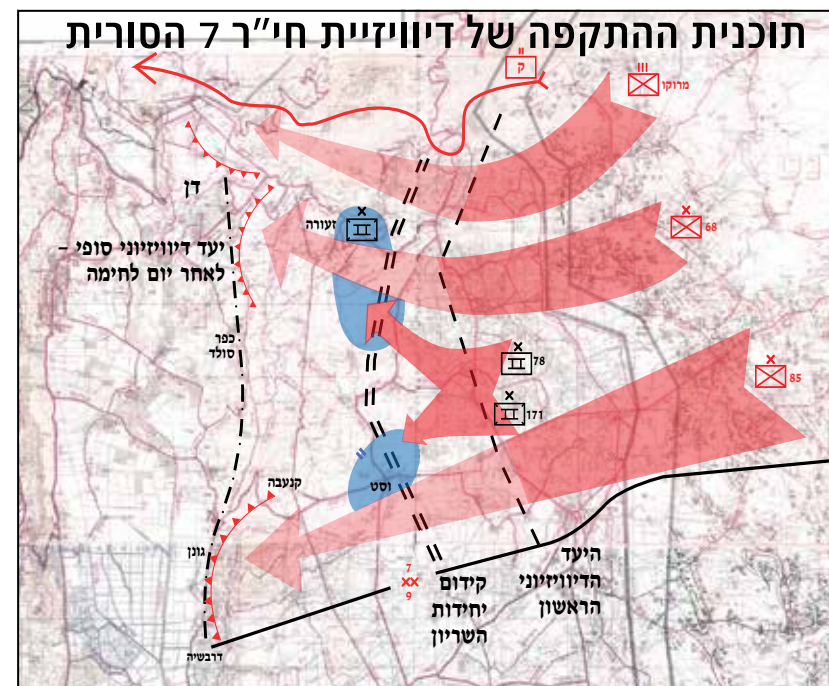 תוכנית ההתקפה של דיוויזיית חי״ר 7 הסורית
ק
מרוקו
דן
זעורה
68
יעד דיוויזיוני סופי –
לאחר יום לחימה
כפר
סולד
78
85
171
וסט
קנעבה
גונן
היעד
הדיוויזיוני
הראשון
קידום
יחידות
השריון
7
9
דרבשיה